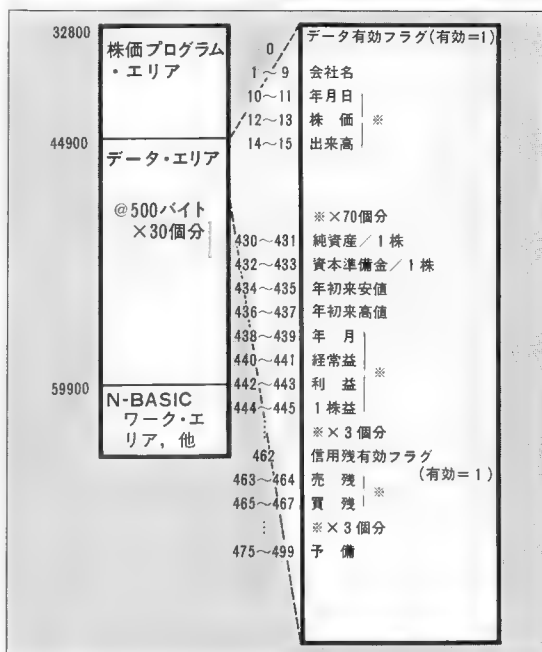 32800
株価プログラム
・エリア
44900
データ・エリア
@500バイト
×30個分
59900
N-BASIC
ワーク・エ
リア，他
0 データ有効フラグ(有効=1)
1～9 会社名
10～11 年月日
12～13 株 価 ※
14～15 出来高
※×70個分
430～431 純資産／1株
432～433 資本準備金／1株
434～435 年初来安値
436～437 年初来高値
438～439 年 月
440～441 経常益 ※
442～443 利 益
444～445 1株益
⋮ ※×3個分
462 信用残有効フラグ
(有効=1)
463～464 売 残 ※
465～467 買 残
⋮ ※×3個分
475～499 予 備